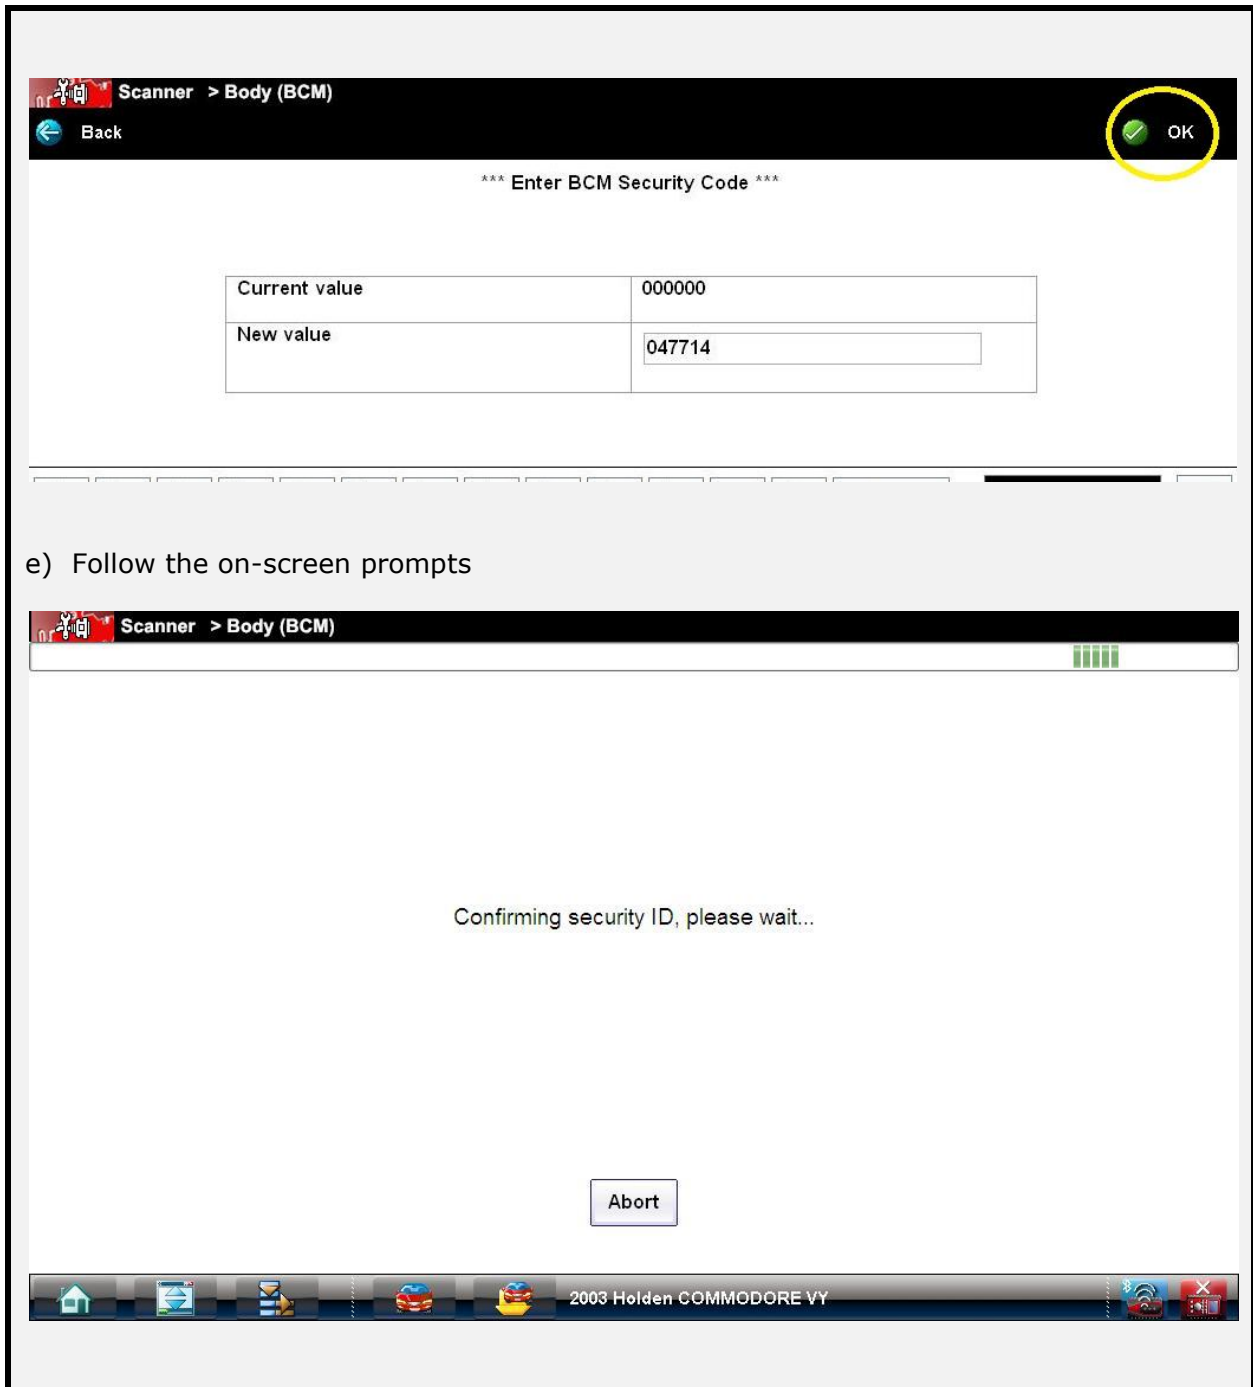 Scanner > Body (BCM)
Back
OK
*** Enter BCM Security Code ***
Current value 000000
New value 047714
e) Follow the on-screen prompts
Scanner > Body (BCM)
Confirming security ID, please wait...
Abort
2003 Holden COMMODORE VY